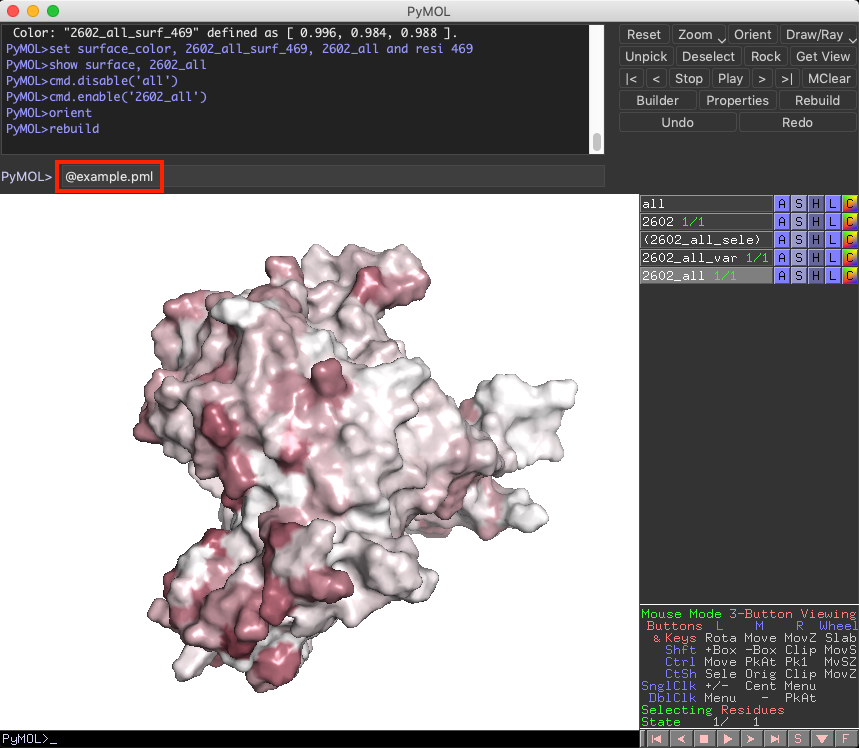 PyMOL
Color: "2602_all_surf_469" defined as [ 0.996, 0.984, 0.988 ].
PyMOL>set surface_color, 2602_all_surf_469, 2602_all and resi 469
PyMOL>show surface, 2602_all
PyMOL>cmd.disable('all')
PyMOL>cmd.enable('2602_all')
PyMOL>orient
PyMOL>rebuild
Reset Zoom Orient Draw/Ray
Unpick Deselect Rock Get View
|< < Stop Play > >| MClear
Builder Properties Rebuild
Undo Redo
PyMOL> @example.pml
all A S H L C
2602 1/1 A S H L C
(2602_all_sele) A S H L C
2602_all_var 1/1 A S H L C
2602_all 1/1 A S H L C
Mouse Mode 3-Button Viewing
Buttons L M R Wheel
& Keys Rota Move MovZ Slab
Shft +Box -Box Clip MovS
Ctrl Move PkAt Pk1 MvSZ
CtSh Sele Orig Clip MovZ
SnglClk +/- Cent Menu
DblClk Menu - PkAt
Selecting Residues
State 1/ 1
PyMOL>_
S F